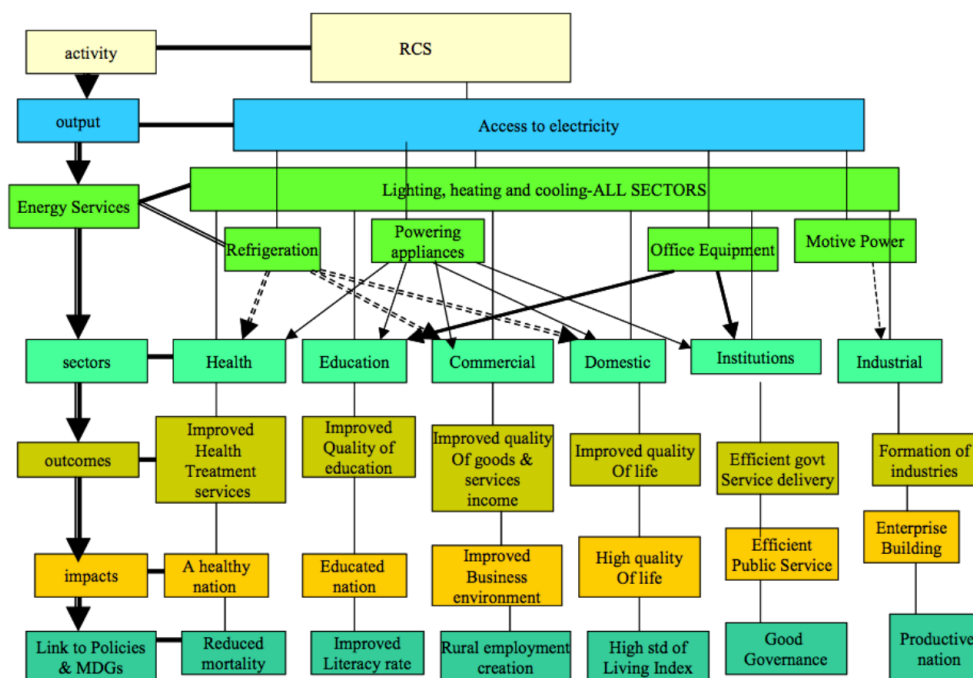 activity
RCS
output
Access to electricity
Energy Services
Lighting, heating and cooling-ALL SECTORS
Refrigeration
Powering
appliances
Office Equipment
Motive Power
sectors
Health
Education
Commercial
Domestic
Institutions
Industrial
outcomes
Improved
Health
Treatment
services
Improved
Quality of
education
Improved quality
Of goods &
services
income
Improved quality
Of life
Efficient govt
Service delivery
Formation of
industries
impacts
A healthy
nation
Educated
nation
Improved
Business
environment
High quality
Of life
Efficient
Public Service
Enterprise
Building
Link to Policies
& MDGs
Reduced
mortality
Improved
Literacy rate
Rural employment
creation
High std of
Living Index
Good
Governance
Productive
nation